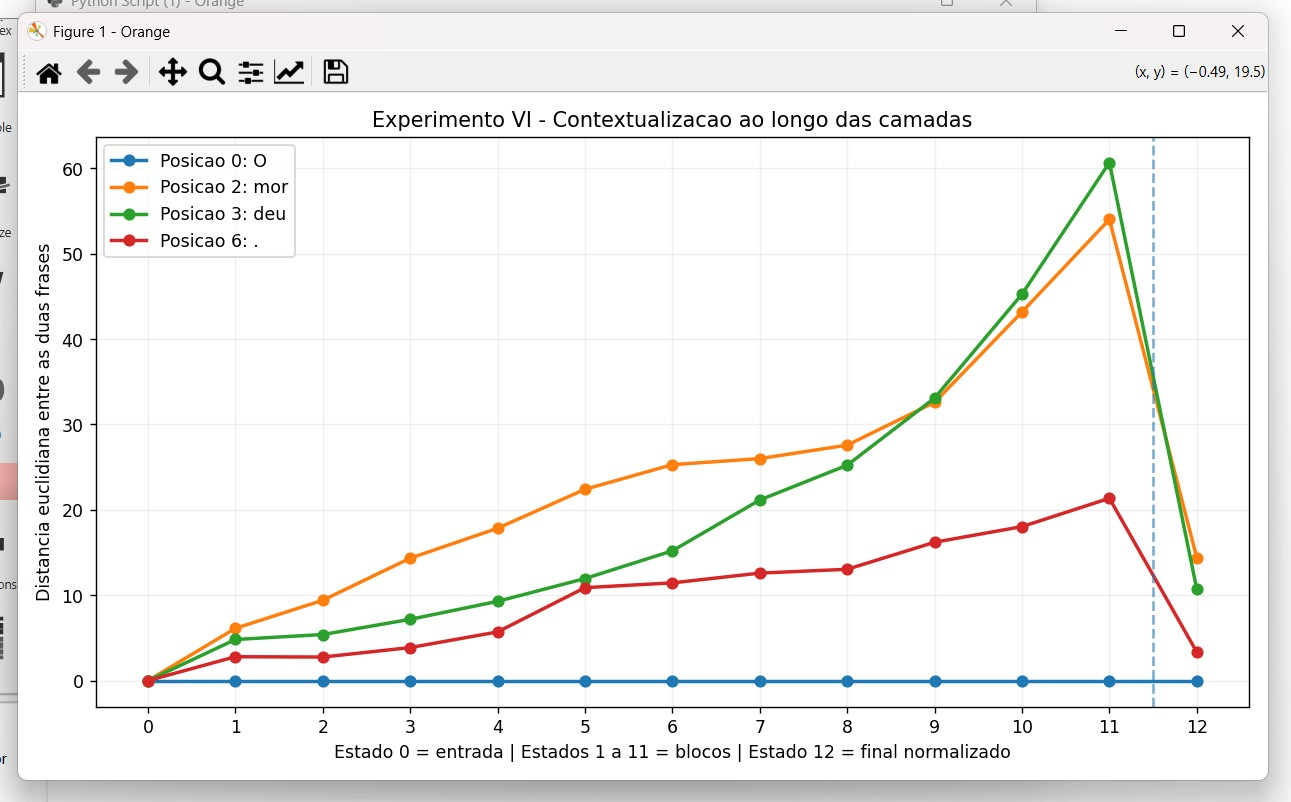 Python Script (1) - Orange
Figure 1 - Orange
(x, y) = (−0.49, 19.5)
Experimento VI - Contextualizacao ao longo das camadas
Posicao 0: O
Posicao 2: mor
Posicao 3: deu
Posicao 6: .
Distancia euclidiana entre as duas frases
60
50
40
30
20
10
0
0 1 2 3 4 5 6 7 8 9 10 11 12
Estado 0 = entrada | Estados 1 a 11 = blocos | Estado 12 = final normalizado